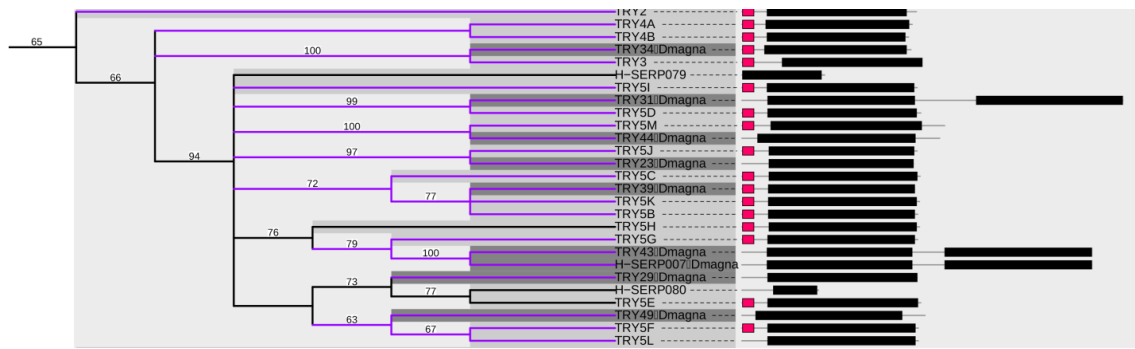 TRY2
TRY4A
TRY4B
TRY34▯Dmagna
TRY3
H−SERP079
TRY5I
TRY31▯Dmagna
TRY5D
TRY5M
TRY44▯Dmagna
TRY5J
TRY23▯Dmagna
TRY5C
TRY39▯Dmagna
TRY5K
TRY5B
TRY5H
TRY5G
TRY43▯Dmagna
H−SERP007▯Dmagna
TRY29▯Dmagna
H−SERP080
TRY5E
TRY49▯Dmagna
TRY5F
TRY5L
65
66
100
94
99
100
97
72
77
76
79
100
73
77
63
67